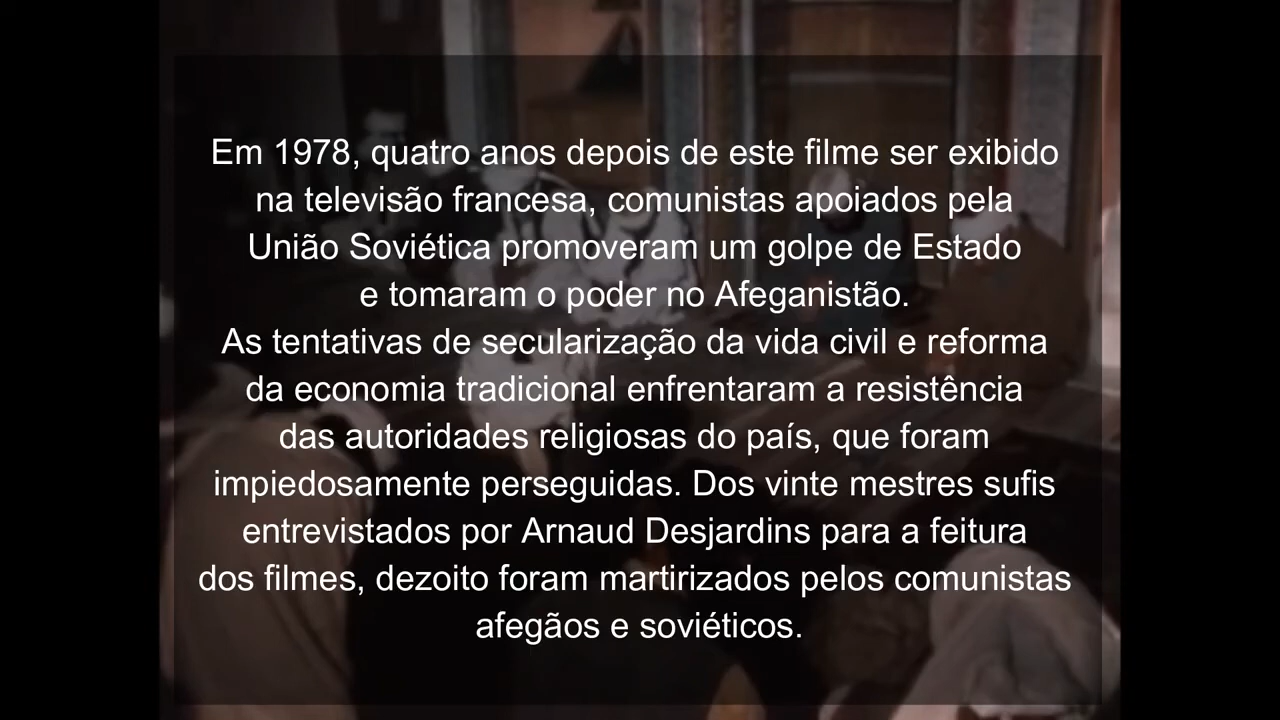 Em 1978, quatro anos depois de este filme ser exibido
na televisão francesa, comunistas apoiados pela
União Soviética promoveram um golpe de Estado
e tomaram o poder no Afeganistão.
As tentativas de secularização da vida civil e reforma
da economia tradicional enfrentaram a resistência
das autoridades religiosas do país, que foram
impiedosamente perseguidas. Dos vinte mestres sufis
entrevistados por Arnaud Desjardins para a feitura
dos filmes, dezoito foram martirizados pelos comunistas
afegãos e soviéticos.